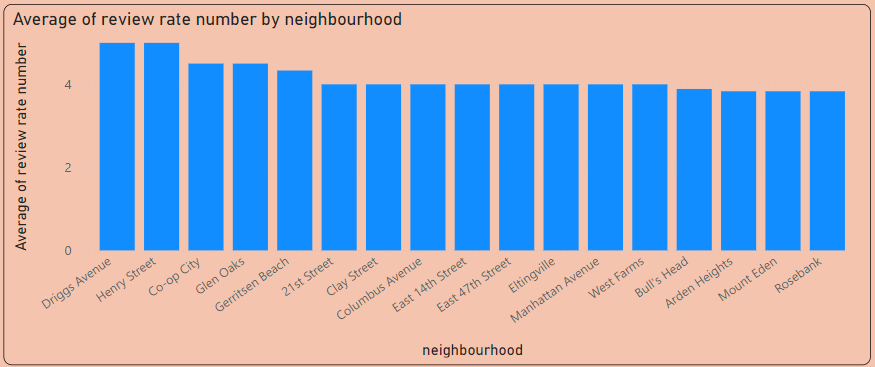 Average of review rate number by neighbourhood
Average of review rate number
4
2
0
Driggs Avenue
Henry Street
Co-op City
Glen Oaks
Gerritsen Beach
21st Street
Clay Street
Columbus Avenue
East 14th Street
East 47th Street
Eltingville
Manhattan Avenue
West Farms
Bull's Head
Arden Heights
Mount Eden
Rosebank
neighbourhood